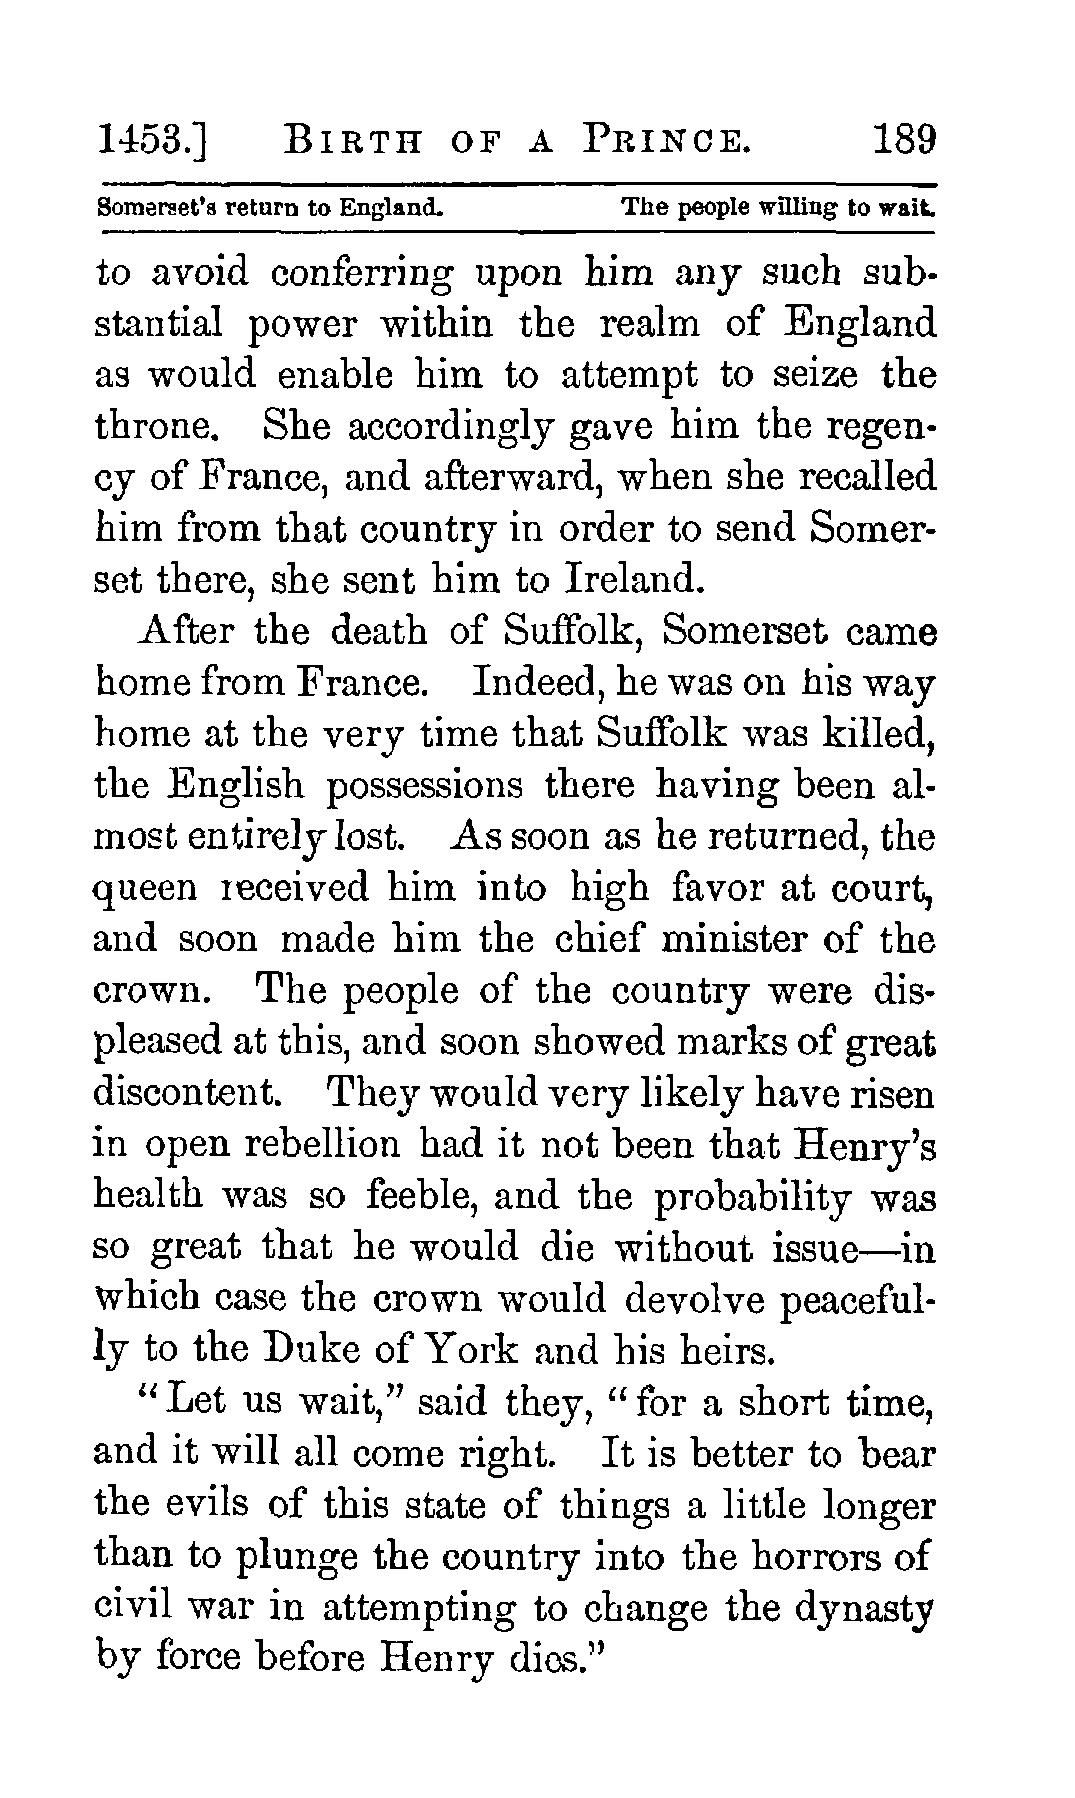 1453.] BIRTH OF A PRINCE. 189
Somerset's return to England. The people willing to wait.
to avoid conferring upon him any such sub-
stantial power within the realm of England
as would enable him to attempt to seize the
throne. She accordingly gave him the regen-
cy of France, and afterward, when she recalled
him from that country in order to send Somer-
set there, she sent him to Ireland.
After the death of Suffolk, Somerset came
home from France. Indeed, he was on his way
home at the very time that Suffolk was killed,
the English possessions there having been al-
most entirely lost. As soon as he returned, the
queen received him into high favor at court,
and soon made him the chief minister of the
crown. The people of the country were dis-
pleased at this, and soon showed marks of great
discontent. They would very likely have risen
in open rebellion had it not been that Henry's
health was so feeble, and the probability was
so great that he would die without issue—in
which case the crown would devolve peaceful-
ly to the Duke of York and his heirs.
"Let us wait," said they, "for a short time,
and it will all come right. It is better to bear
the evils of this state of things a little longer
than to plunge the country into the horrors of
civil war in attempting to change the dynasty
by force before Henry dies."